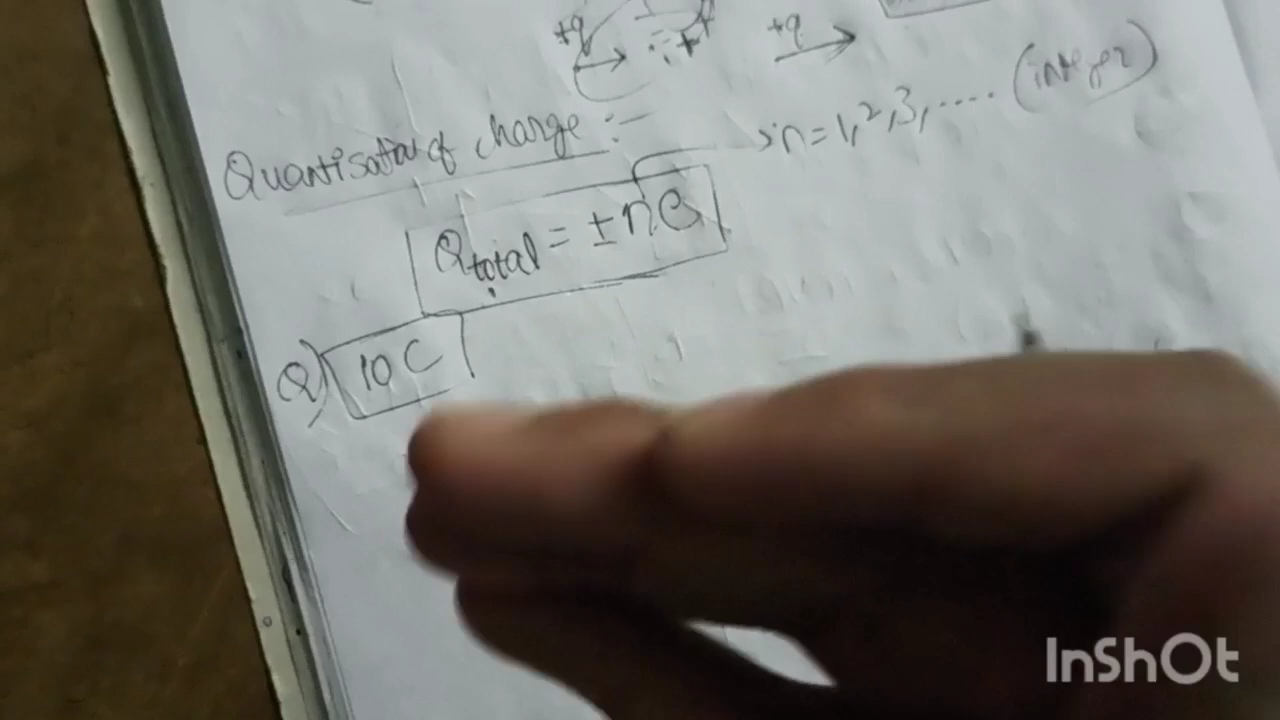 +q +q
Quantisation of charge :-
n = 1, 2, 3, .... (integer)
Qtotal = ± ne
Q) 10 C
InShOt